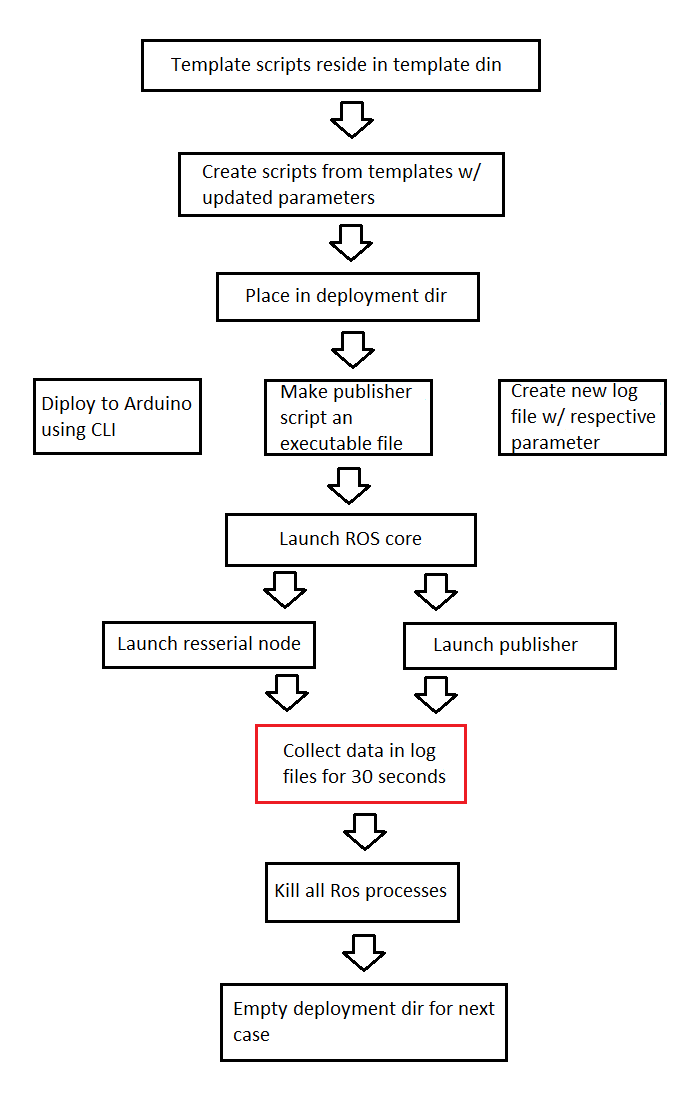 Template scripts reside in template din
Create scripts from templates w/
updated parameters
Place in deployment dir
Diploy to Arduino
using CLI
Make publisher
script an
executable file
Create new log
file w/ respective
parameter
Launch ROS core
Launch resserial node
Launch publisher
Collect data in log
files for 30 seconds
Kill all Ros processes
Empty deployment dir for next
case